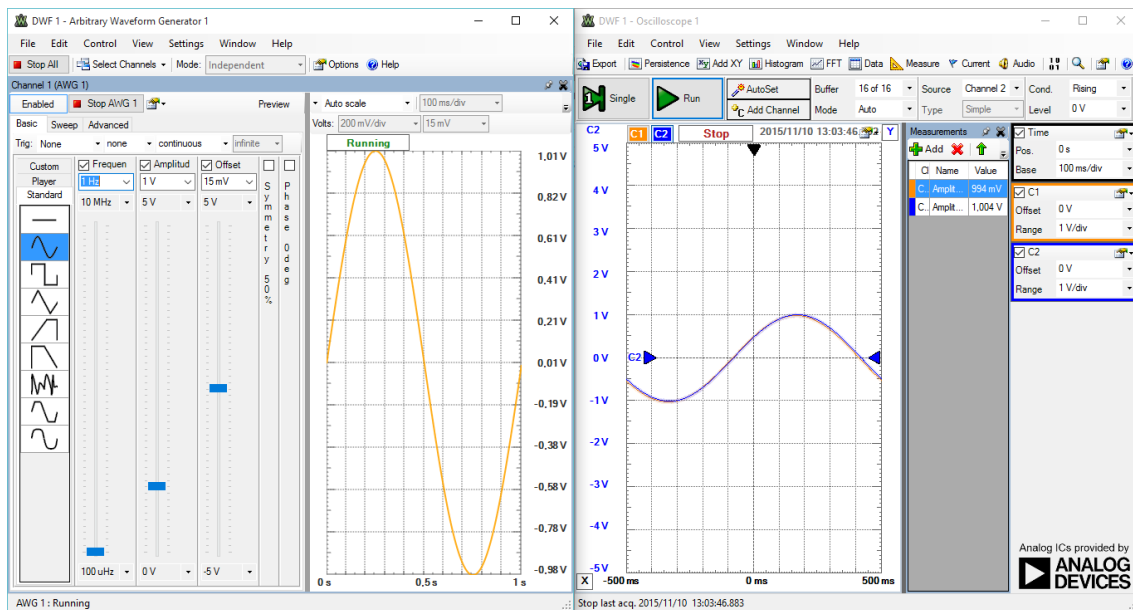 DWF 1 - Arbitrary Waveform Generator 1
File Edit Control View Settings Window Help
Stop All Select Channels Mode: Independent Options Help
Channel 1 (AWG 1)
Enabled Stop AWG 1 Preview
Basic Sweep Advanced
Trig: None none continuous infinite
Custom
Player
Standard
Frequen Amplitud Offset
1 Hz 1 V 15 mV
10 MHz 5 V 5 V
Symmetry 50%
Phase 0deg
100 uHz 0 V -5 V
Auto scale 100 ms/div
Volts: 200 mV/div 15 mV
Running
1,01 V
0,82 V
0,61 V
0,41 V
0,21 V
0,01 V
-0,19 V
-0,38 V
-0,58 V
-0,78 V
-0,98 V
0 s 0,5 s 1 s
AWG 1 : Running
DWF 1 - Oscilloscope 1
File Edit Control View Settings Window Help
Export Persistence Add XY Histogram FFT Data Measure Current Audio
Single Run AutoSet Add Channel
Buffer 16 of 16 Source Channel 2 Cond. Rising
Mode Auto Type Simple Level 0 V
C2 C1 C2 Stop 2015/11/10 13:03:46 Y
5 V
4 V
3 V
2 V
1 V
C2 0 V
-1 V
-2 V
-3 V
-4 V
-5 V
X -500 ms 0 ms 500 ms
Measurements
Add
Name Value
C.. Amplit... 994 mV
C.. Amplit... 1,004 V
Time
Pos. 0 s
Base 100 ms/div
C1
Offset 0 V
Range 1 V/div
C2
Offset 0 V
Range 1 V/div
Analog ICs provided by
ANALOG
DEVICES
Stop last acq. 2015/11/10 13:03:46.883